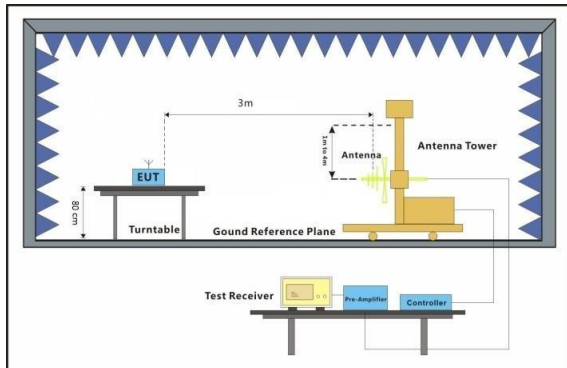 3m
1m to 4m
Antenna
Antenna Tower
EUT
80 cm
Turntable
Gound Reference Plane
Test Receiver
Pre-Amplifier
Controller